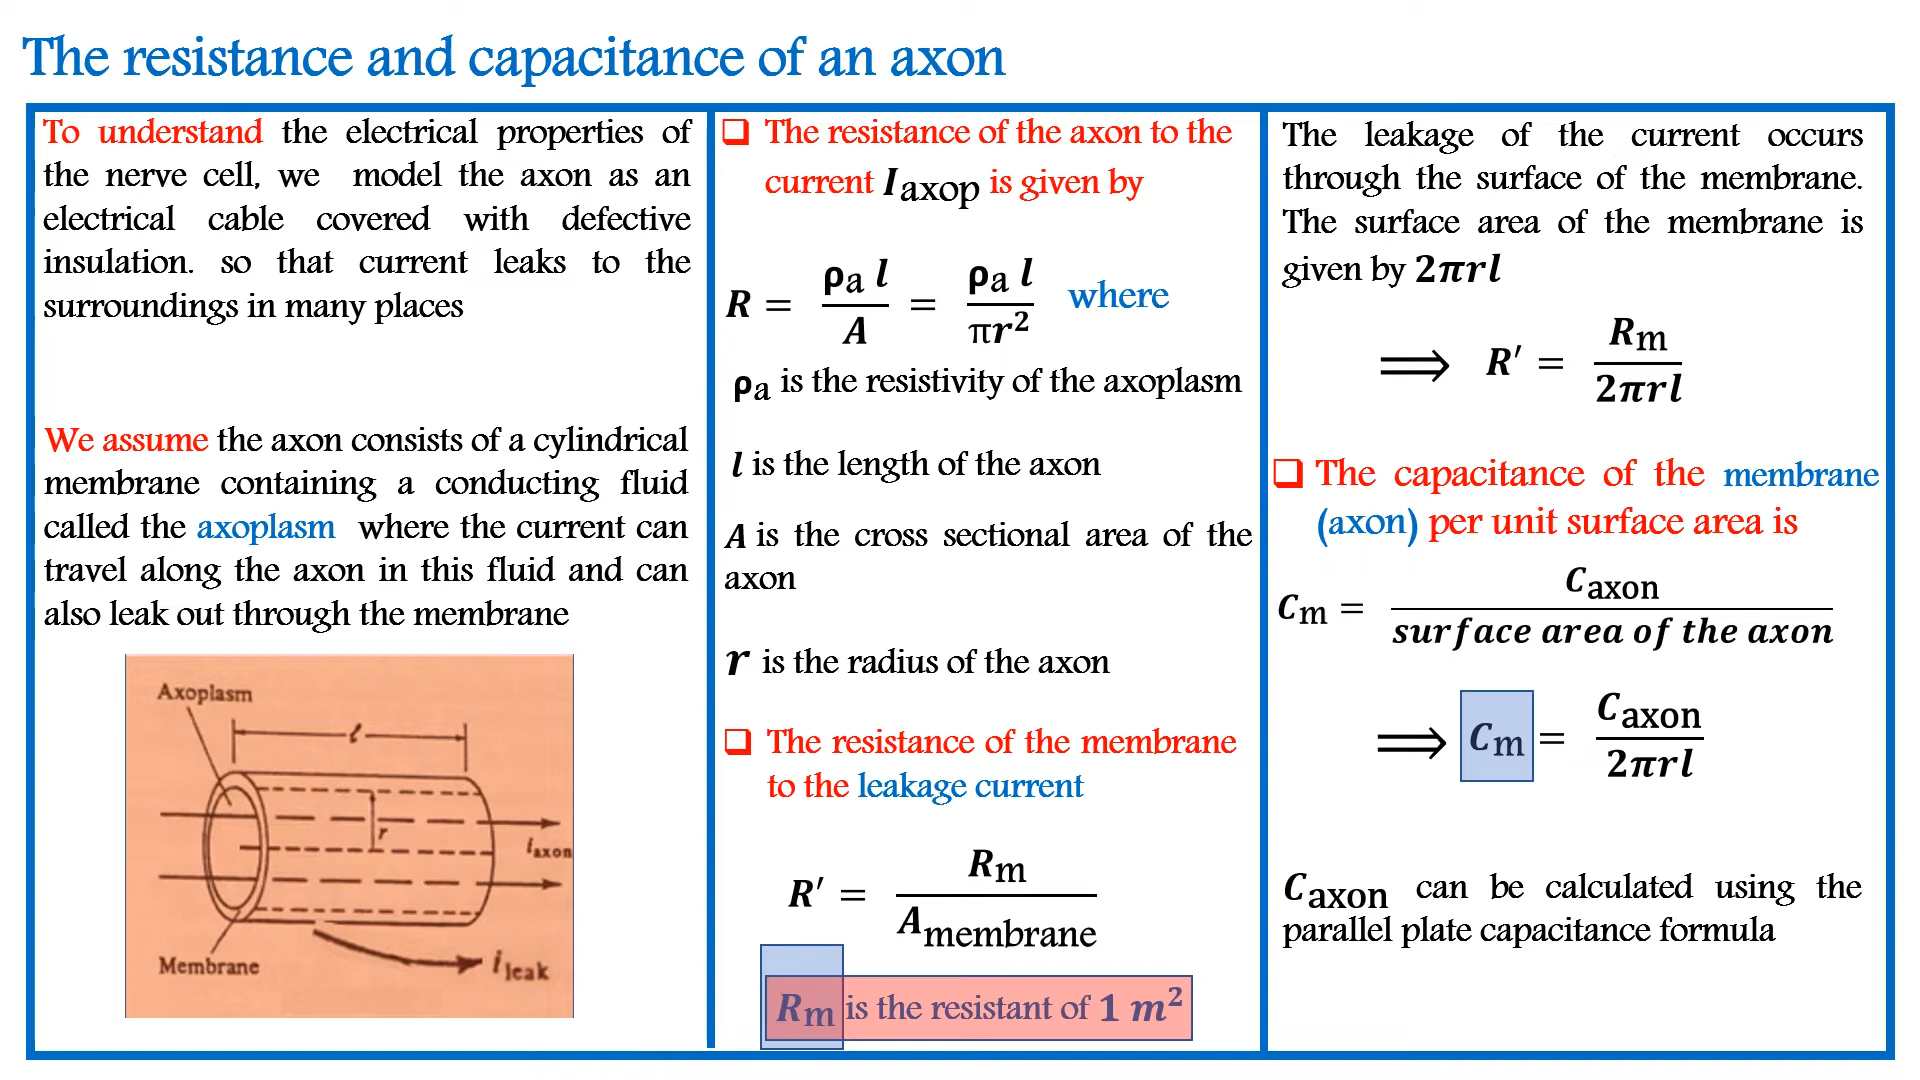 The resistance and capacitance of an axon
To understand the electrical properties of
the nerve cell, we model the axon as an
electrical cable covered with defective
insulation. so that current leaks to the
surroundings in many places
We assume the axon consists of a cylindrical
membrane containing a conducting fluid
called the axoplasm where the current can
travel along the axon in this fluid and can
also leak out through the membrane
Axoplasm
l
r
i axon
Membrane
i leak
❑ The resistance of the axon to the
current I axop is given by
R = ρa l / A = ρa l / πr² where
ρa is the resistivity of the axoplasm
l is the length of the axon
A is the cross sectional area of the
axon
r is the radius of the axon
❑ The resistance of the membrane
to the leakage current
R′ = Rm / A membrane
Rm is the resistant of 1 m²
The leakage of the current occurs
through the surface of the membrane.
The surface area of the membrane is
given by 2πrl
⟹ R′ = Rm / 2πrl
❑ The capacitance of the membrane
(axon) per unit surface area is
Cm = C axon / surface area of the axon
⟹ Cm = C axon / 2πrl
C axon can be calculated using the
parallel plate capacitance formula